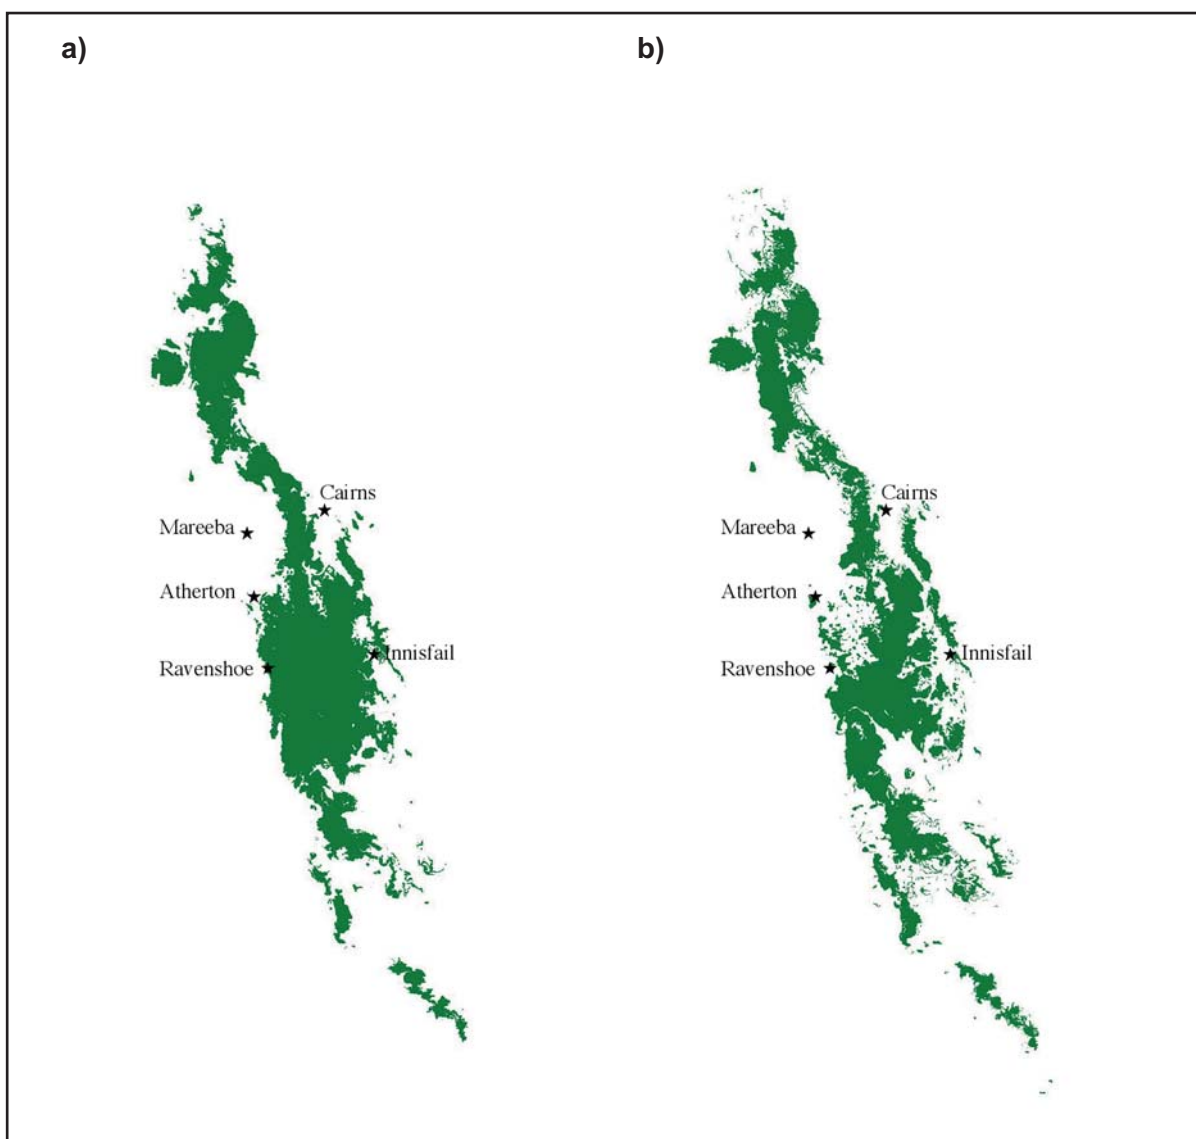 a)
b)
Cairns
Mareeba
Atherton
Ravenshoe
Innisfail
Cairns
Mareeba
Atherton
Ravenshoe
Innisfail